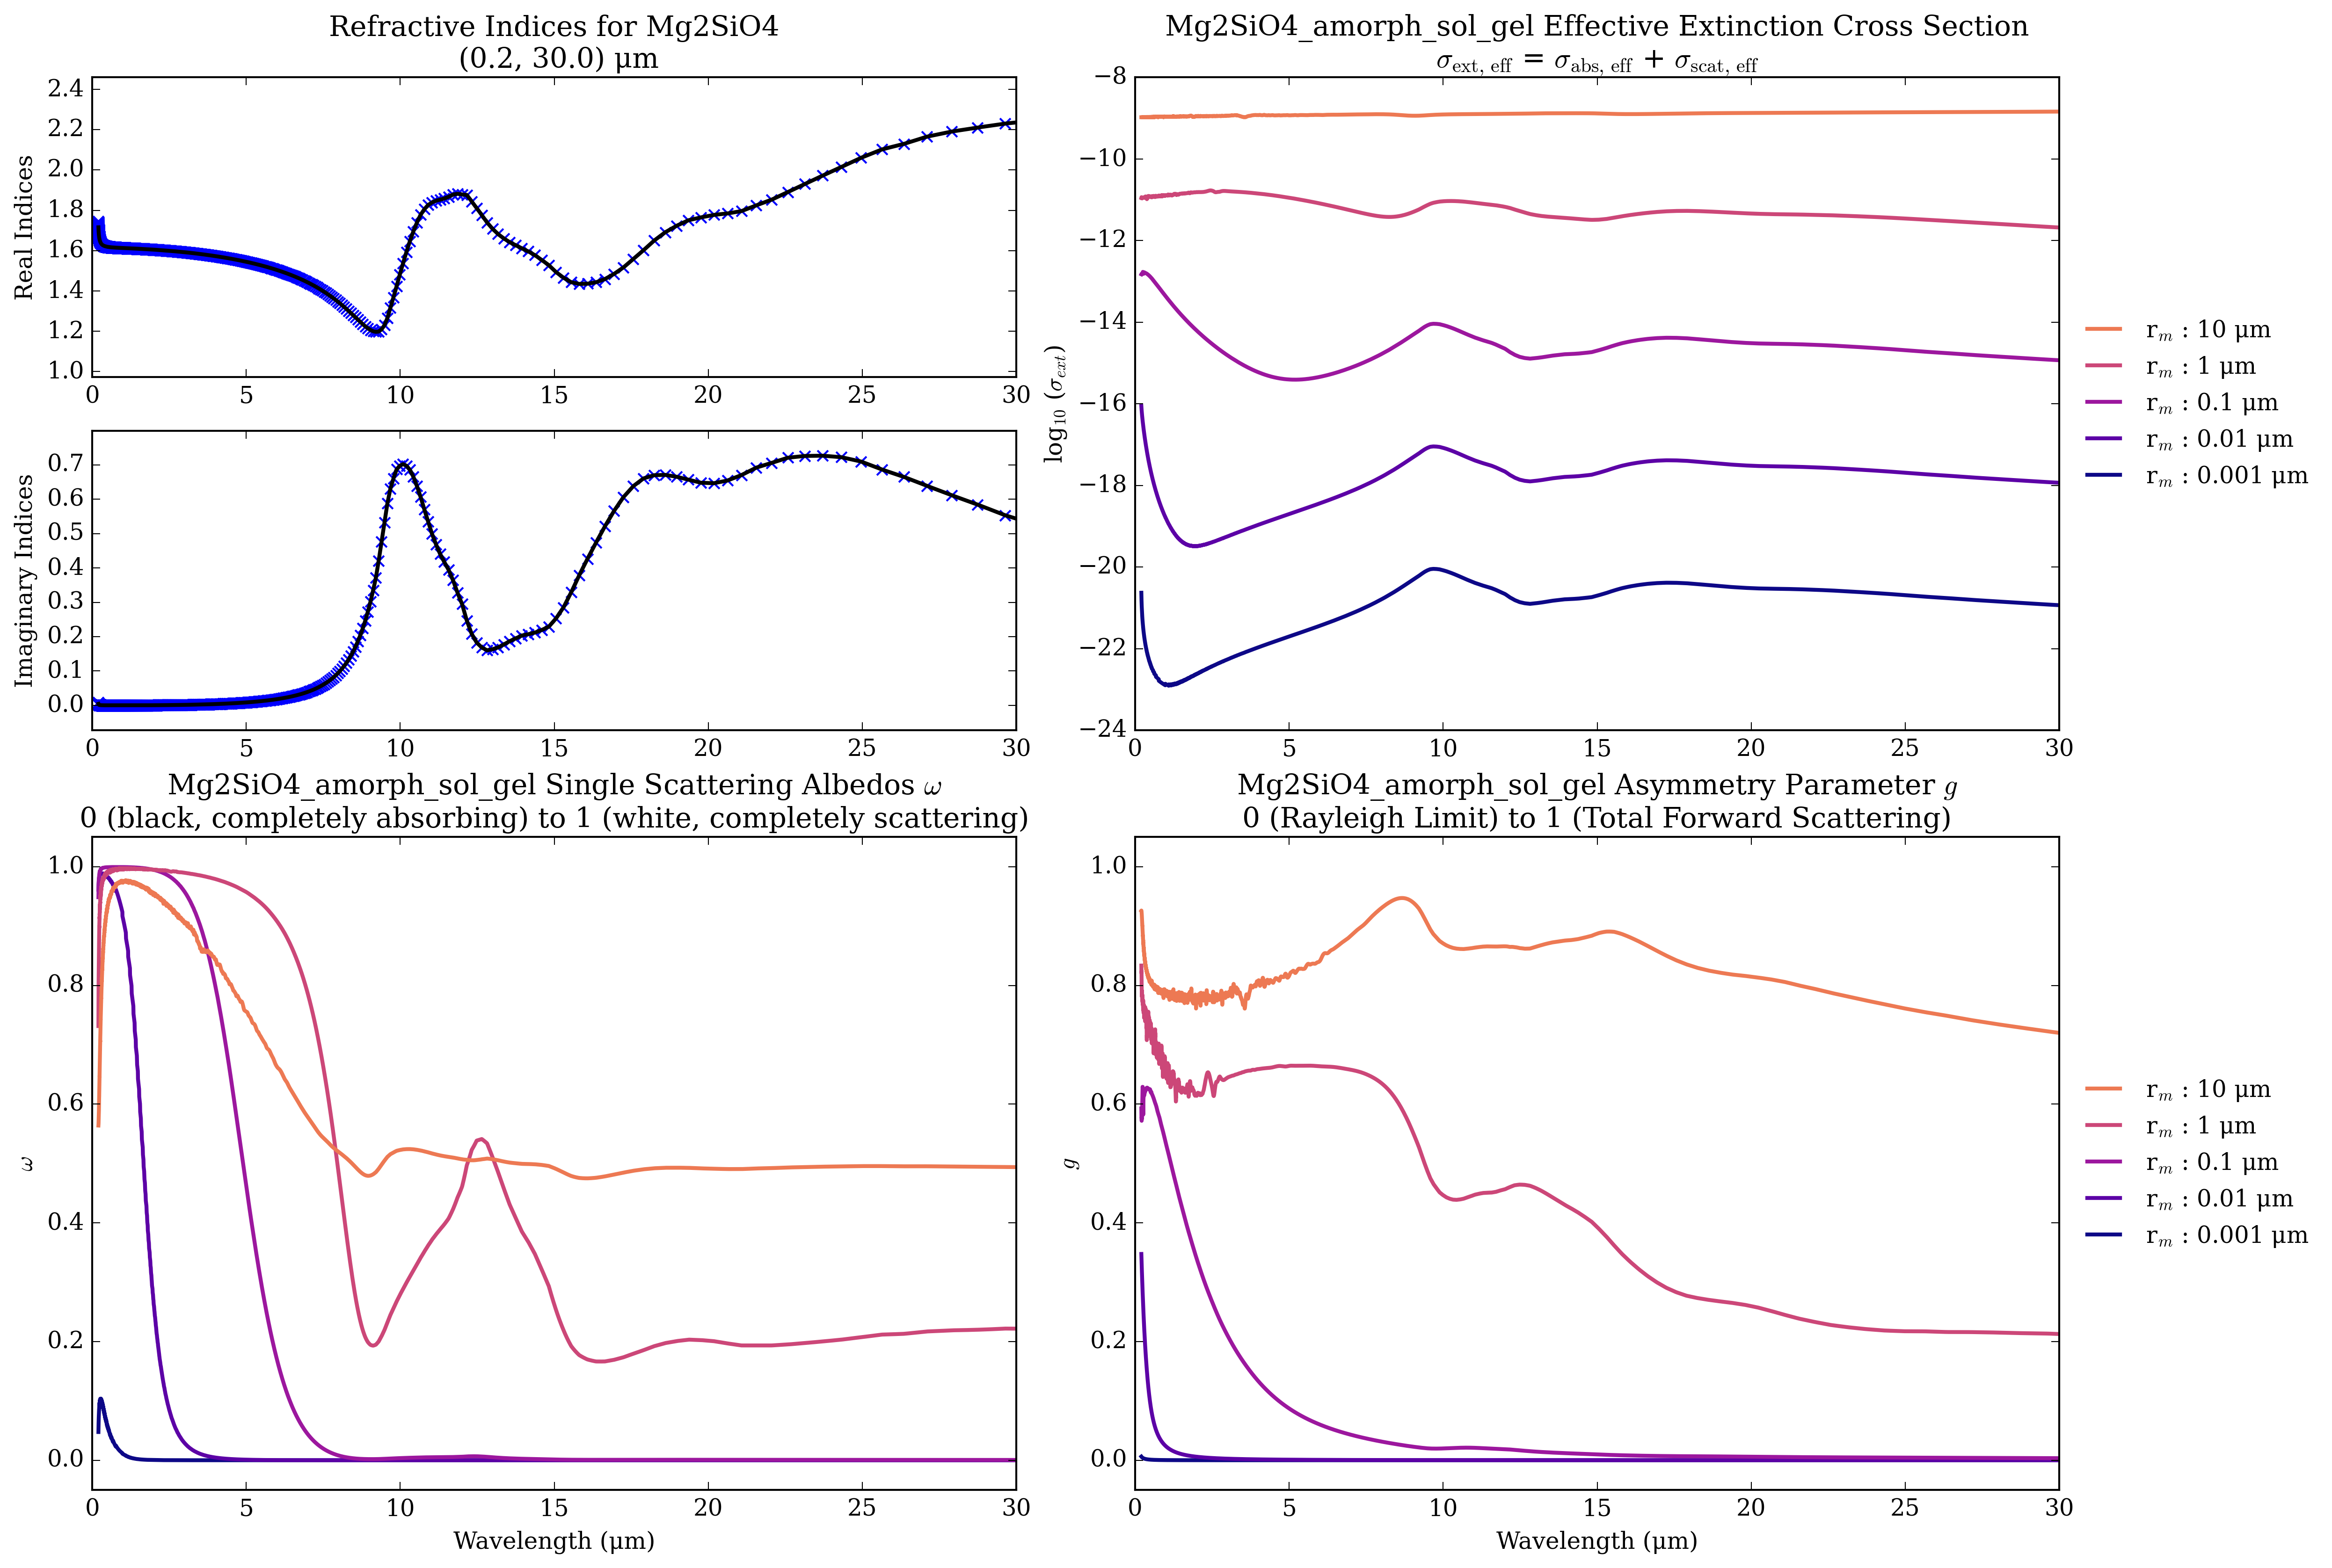 Refractive Indices for Mg2SiO4
(0.2, 30.0) μm
Real Indices
2.4
2.2
2.0
1.8
1.6
1.4
1.2
1.0
0 5 10 15 20 25 30
Imaginary Indices
0.7
0.6
0.5
0.4
0.3
0.2
0.1
0.0
0 5 10 15 20 25 30
Mg2SiO4_amorph_sol_gel Effective Extinction Cross Section
σext, eff = σabs, eff + σscat, eff
log10 (σext)
−8
−10
−12
−14
−16
−18
−20
−22
−24
0 5 10 15 20 25 30
rm : 10 μm
rm : 1 μm
rm : 0.1 μm
rm : 0.01 μm
rm : 0.001 μm
Mg2SiO4_amorph_sol_gel Single Scattering Albedos ω
0 (black, completely absorbing) to 1 (white, completely scattering)
ω
1.0
0.8
0.6
0.4
0.2
0.0
0 5 10 15 20 25 30
Wavelength (μm)
Mg2SiO4_amorph_sol_gel Asymmetry Parameter g
0 (Rayleigh Limit) to 1 (Total Forward Scattering)
g
1.0
0.8
0.6
0.4
0.2
0.0
0 5 10 15 20 25 30
Wavelength (μm)
rm : 10 μm
rm : 1 μm
rm : 0.1 μm
rm : 0.01 μm
rm : 0.001 μm